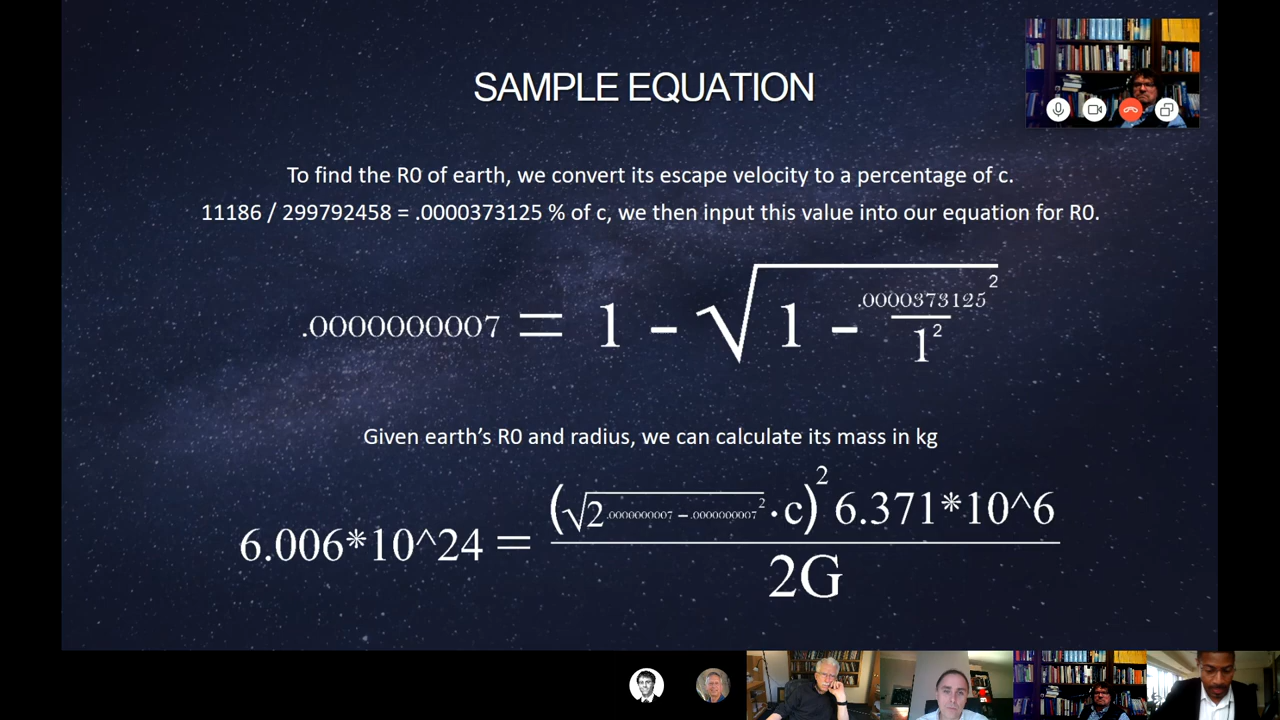 SAMPLE EQUATION
To find the R0 of earth, we convert its escape velocity to a percentage of c.
11186 / 299792458 = .0000373125 % of c, we then input this value into our equation for R0.
.0000000007 = 1 - √(1 - .0000373125² / 1²)
Given earth’s R0 and radius, we can calculate its mass in kg
6.006*10^24 = (√(2 .000000007 – .000000007²) · c)² 6.371*10^6 / 2G